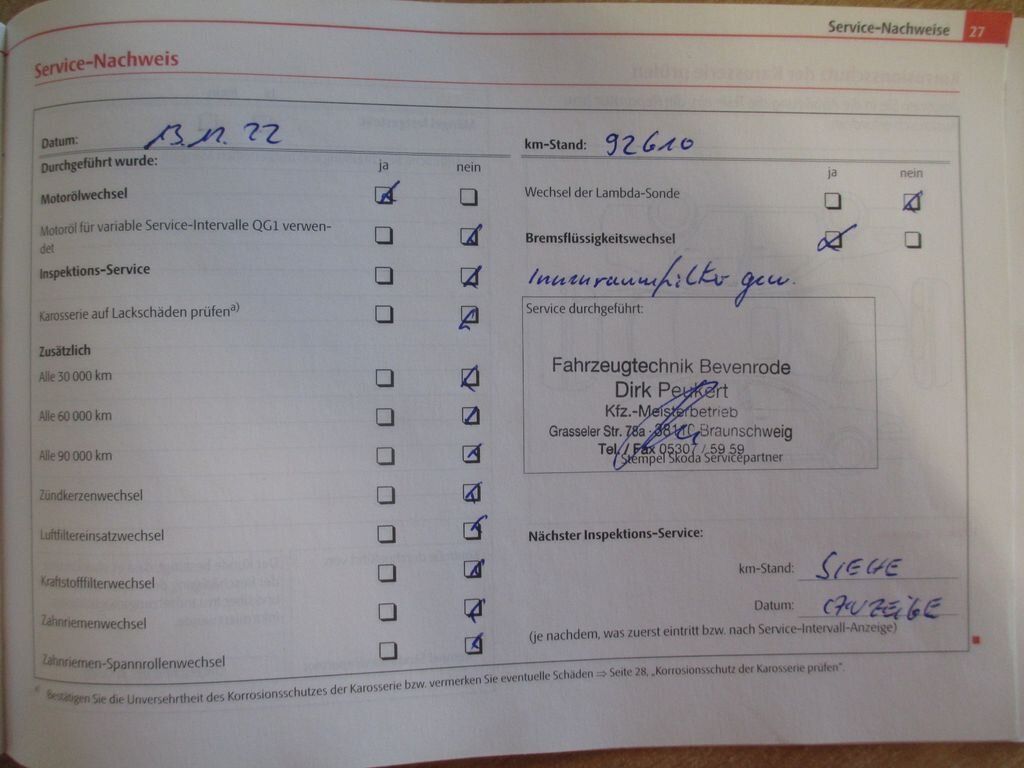 Service-Nachweise 27
Service-Nachweis
Datum: 13.12.22
Durchgeführt wurde: ja nein
Motorölwechsel
Motoröl für variable Service-Intervalle QG1 verwen-
det
Inspektions-Service
Karosserie auf Lackschäden prüfen a)
Zusätzlich
Alle 30 000 km
Alle 60 000 km
Alle 90 000 km
Zündkerzenwechsel
Luftfiltereinsatzwechsel
Kraftstofffilterwechsel
Zahnriemenwechsel
Zahnriemen-Spannrollenwechsel
km-Stand: 92610
ja nein
Wechsel der Lambda-Sonde
Bremsflüssigkeitswechsel
Innenraumfilter gew.
Service durchgeführt:
Fahrzeugtechnik Bevenrode
Dirk Peukert
Kfz.-Meisterbetrieb
Grasseler Str. 78a · 38110 Braunschweig
Tel. / Fax 05307 / 59 59
Stempel Skoda Servicepartner
Nächster Inspektions-Service:
km-Stand: SIEHE
Datum: ANZEIGE
(je nachdem, was zuerst eintritt bzw. nach Service-Intervall-Anzeige)
a) Bestätigen Sie die Unversehrtheit des Korrosionsschutzes der Karosserie bzw. vermerken Sie eventuelle Schäden ⇒ Seite 28, „Korrosionsschutz der Karosserie prüfen".